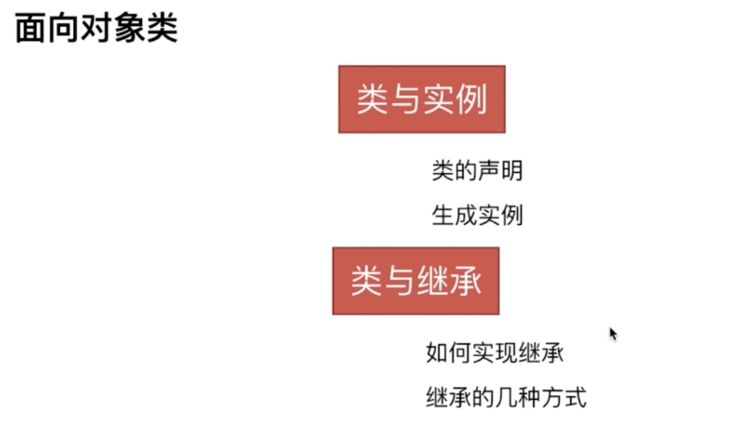 面向对象类
类与实例
类的声明
生成实例
类与继承
如何实现继承
继承的几种方式